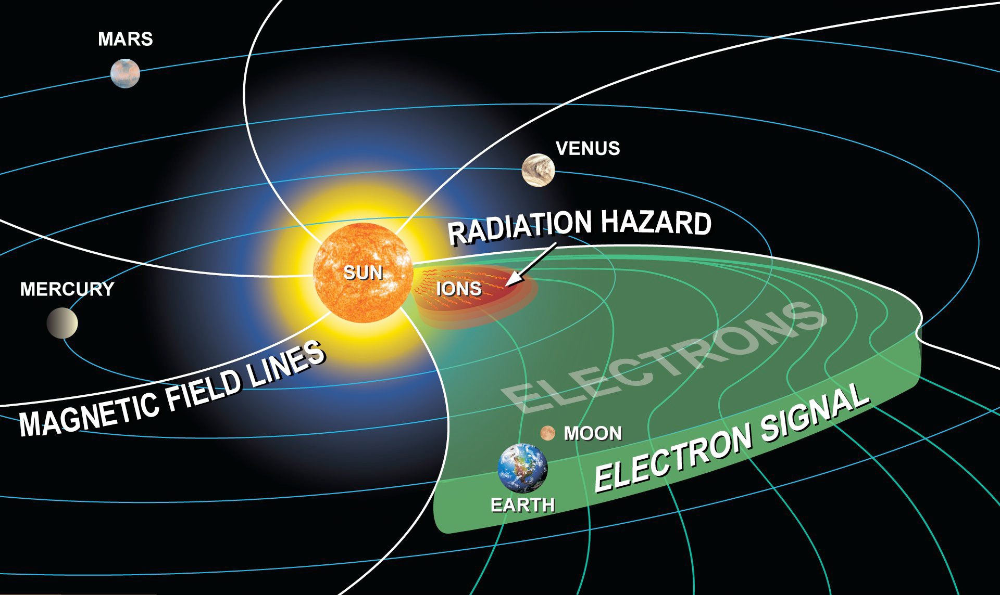 MARS
VENUS
RADIATION HAZARD
SUN
IONS
MERCURY
ELECTRONS
MAGNETIC FIELD LINES
ELECTRON SIGNAL
MOON
EARTH